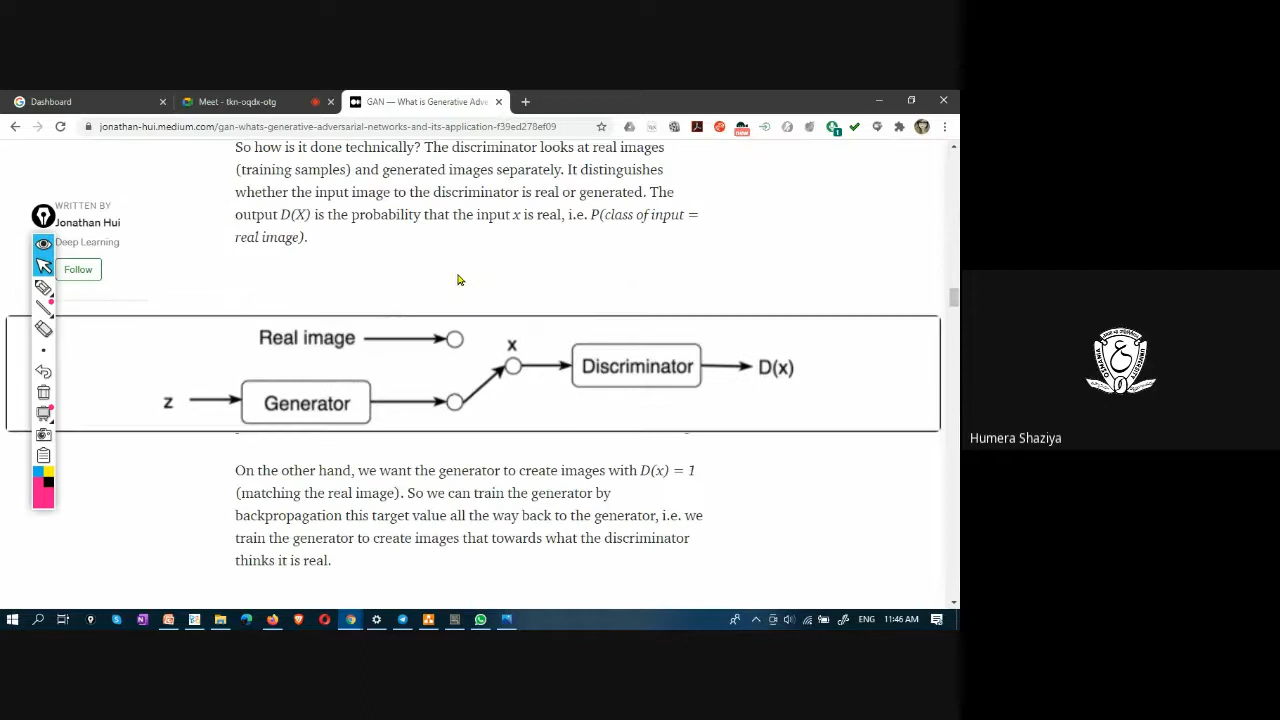 Dashboard
Meet - tkn-oqdx-otg
GAN — What is Generative Adve
jonathan-hui.medium.com/gan-whats-generative-adversarial-networks-and-its-application-f39ed278ef09
new
1
So how is it done technically? The discriminator looks at real images
(training samples) and generated images separately. It distinguishes
whether the input image to the discriminator is real or generated. The
output D(X) is the probability that the input x is real, i.e. P(class of input =
real image).
WRITTEN BY
Jonathan Hui
Deep Learning
Follow
Real image
x
Discriminator
D(x)
z
Generator
On the other hand, we want the generator to create images with D(x) = 1
(matching the real image). So we can train the generator by
backpropagation this target value all the way back to the generator, i.e. we
train the generator to create images that towards what the discriminator
thinks it is real.
Humera Shaziya
ENG
11:46 AM